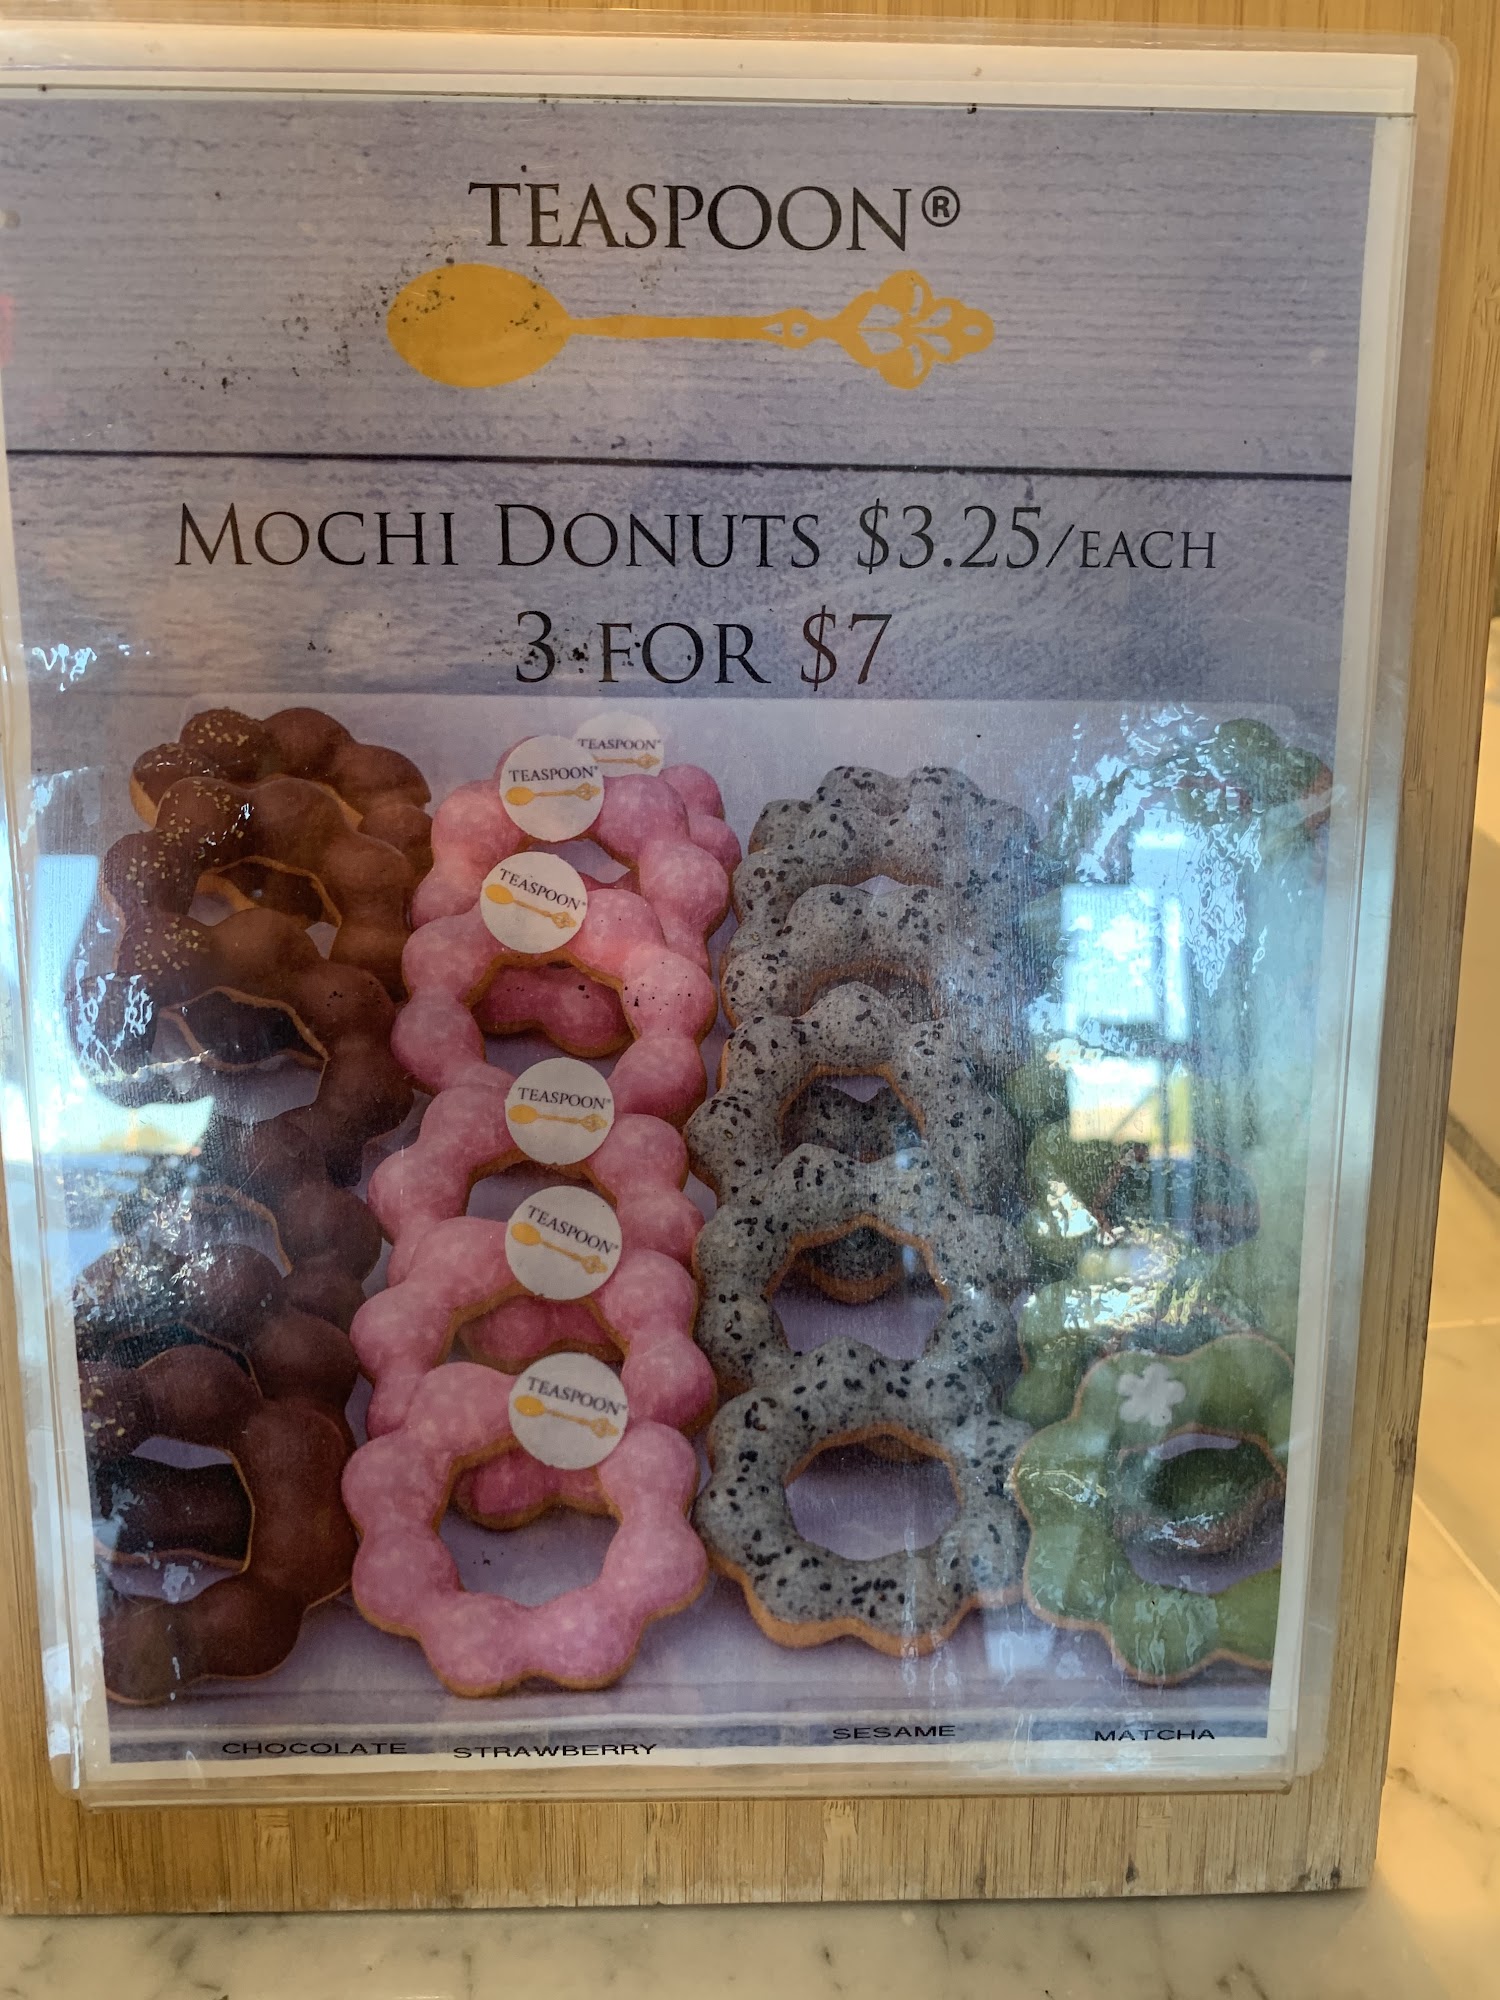 TEASPOON®
MOCHI DONUTS $3.25/EACH
3 FOR $7
TEASPOON
TEASPOON
TEASPOON
TEASPOON
TEASPOON
TEASPOON
CHOCOLATE STRAWBERRY SESAME MATCHA